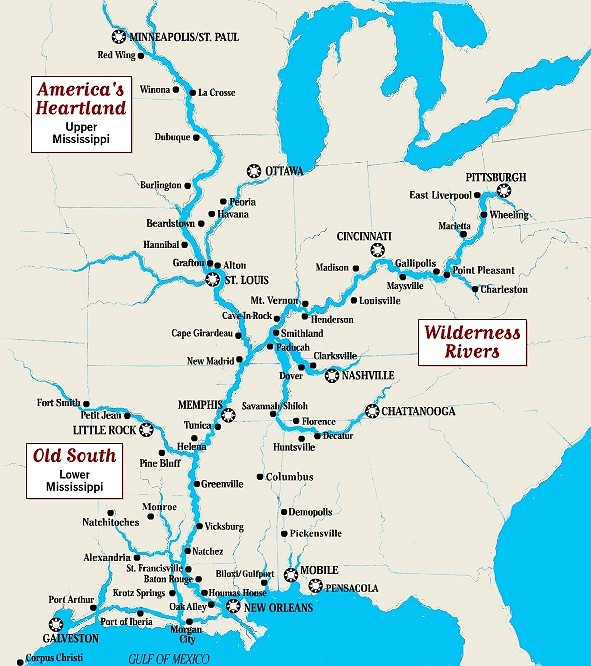 MINNEAPOLIS/ST. PAUL
Red Wing
America's
Heartland
Upper
Mississippi
Winona
La Crosse
Dubuque
OTTAWA
Burlington
Peoria
Havana
Beardstown
Hannibal
Grafton
Alton
ST. LOUIS
PITTSBURGH
East Liverpool
Wheeling
Marietta
CINCINNATI
Madison
Gallipolis
Point Pleasant
Maysville
Charleston
Mt. Vernon
Louisville
Cave-In-Rock
Henderson
Cape Girardeau
Smithland
Paducah
Wilderness
Rivers
New Madrid
Clarksville
Dover
NASHVILLE
Fort Smith
Petit Jean
MEMPHIS
Savannah/Shiloh
CHATTANOOGA
LITTLE ROCK
Tunica
Florence
Helena
Decatur
Huntsville
Old South
Lower
Mississippi
Pine Bluff
Greenville
Columbus
Monroe
Natchitoches
Demopolis
Vicksburg
Pickensville
Alexandria
Natchez
St. Francisville
Biloxi/Gulfport
MOBILE
Baton Rouge
PENSACOLA
Krotz Springs
Houmas House
Port Arthur
Oak Alley
NEW ORLEANS
Port of Iberia
Morgan
City
GALVESTON
Corpus Christi
GULF OF MEXICO